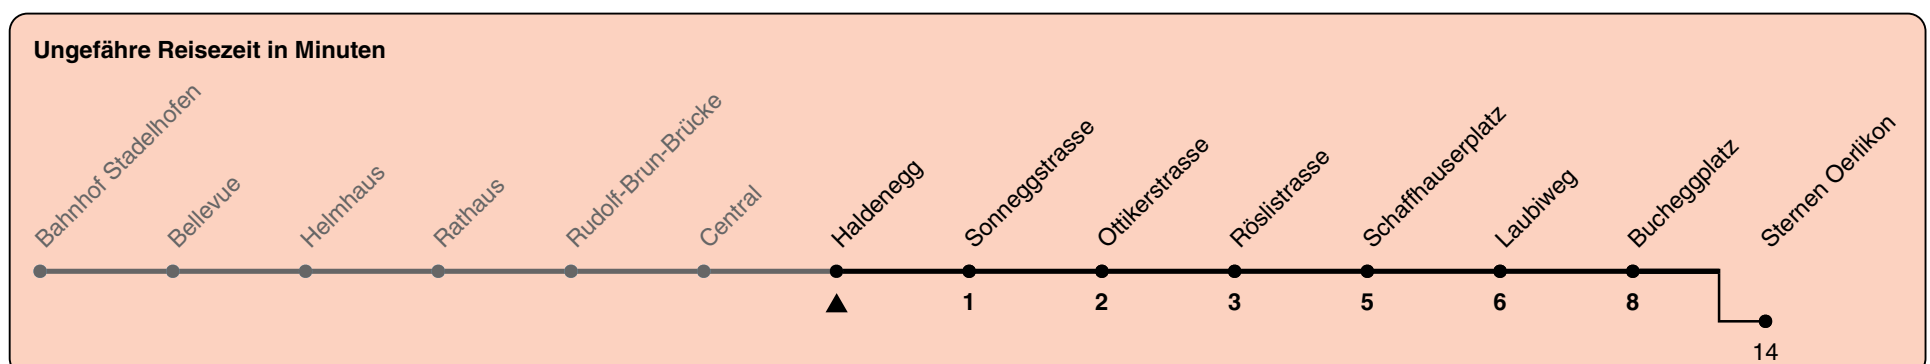 Ungefähre Reisezeit in Minuten
Bahnhof Stadelhofen
Bellevue
Helmhaus
Rathaus
Rudolf-Brun-Brücke
Central
Haldenegg
Sonneggstrasse
Ottikerstrasse
Röslistrasse
Schaffhauserplatz
Laubiweg
Bucheggplatz
Sternen Oerlikon
1 2 3 5 6 8
14